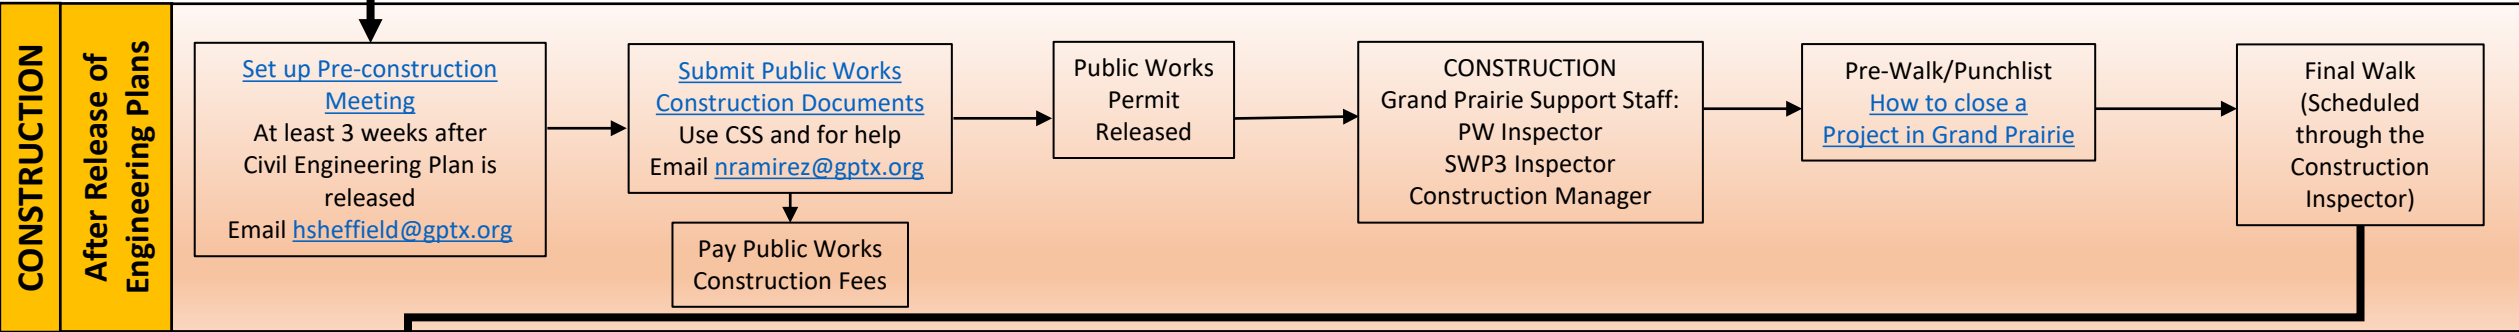 CONSTRUCTION
After Release of
Engineering Plans
Set up Pre-construction
Meeting
At least 3 weeks after
Civil Engineering Plan is
released
Email hsheffield@gptx.org
Submit Public Works
Construction Documents
Use CSS and for help
Email nramirez@gptx.org
Pay Public Works
Construction Fees
Public Works
Permit
Released
CONSTRUCTION
Grand Prairie Support Staff:
PW Inspector
SWP3 Inspector
Construction Manager
Pre-Walk/Punchlist
How to close a
Project in Grand Prairie
Final Walk
(Scheduled
through the
Construction
Inspector)